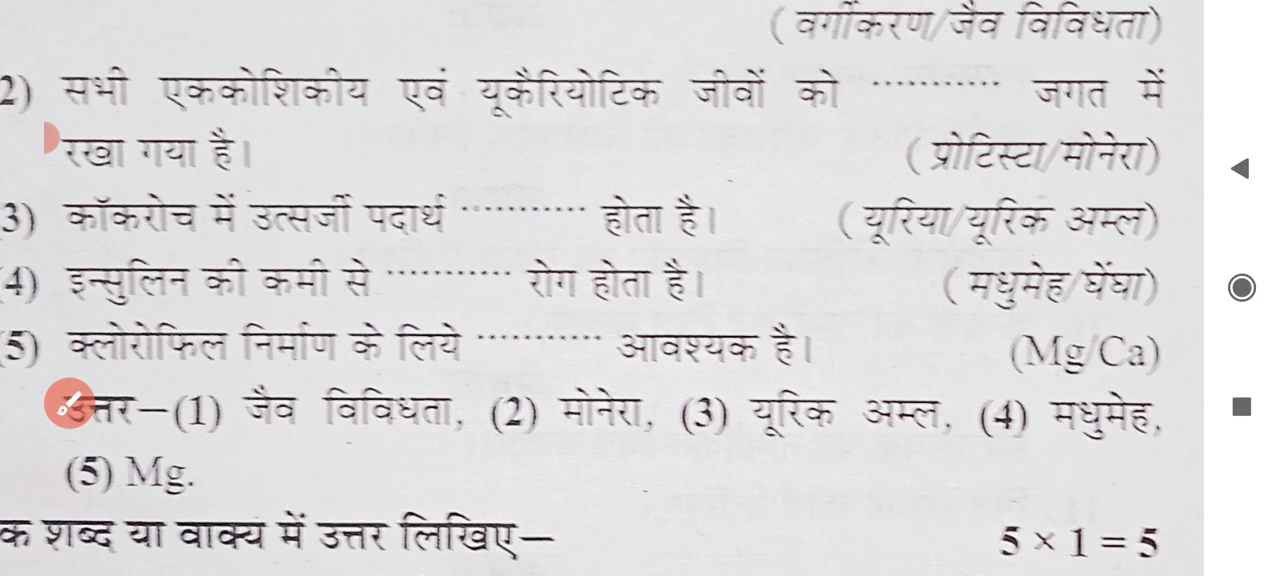 ( वर्गीकरण/जैव विविधता)
2) सभी एककोशिकीय एवं यूकैरियोटिक जीवों को ............ जगत में
रखा गया है। ( प्रोटिस्टा/मोनेरा)
3) कॉकरोच में उत्सर्जी पदार्थ ............ होता है। ( यूरिया/यूरिक अम्ल)
4) इन्सुलिन की कमी से ............ रोग होता है। ( मधुमेह/घेंघा)
(5) क्लोरोफिल निर्माण के लिये ............ आवश्यक है। (Mg/Ca)
उत्तर–(1) जैव विविधता, (2) मोनेरा, (3) यूरिक अम्ल, (4) मधुमेह,
(5) Mg.
क शब्द या वाक्य में उत्तर लिखिए– 5 × 1 = 5